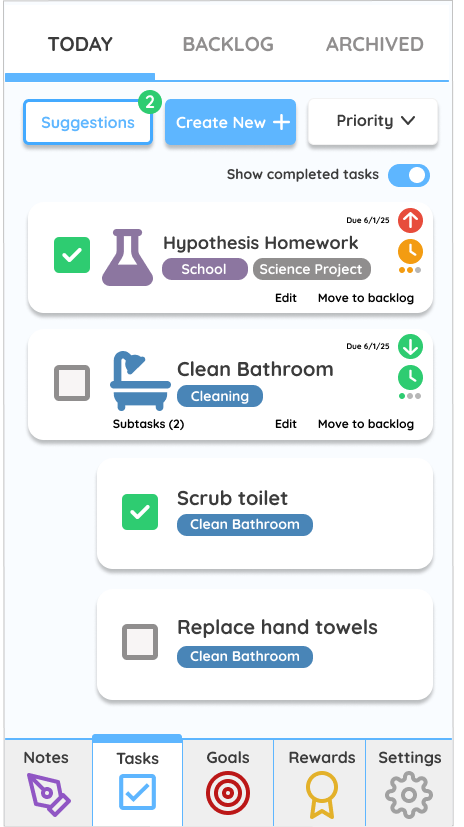 TODAY BACKLOG ARCHIVED
2
Suggestions Create New Priority
Show completed tasks
Due 6/1/25
Hypothesis Homework
School Science Project
Edit Move to backlog
Due 6/1/25
Clean Bathroom
Cleaning
Subtasks (2) Edit Move to backlog
Scrub toilet
Clean Bathroom
Replace hand towels
Clean Bathroom
Notes Tasks Goals Rewards Settings